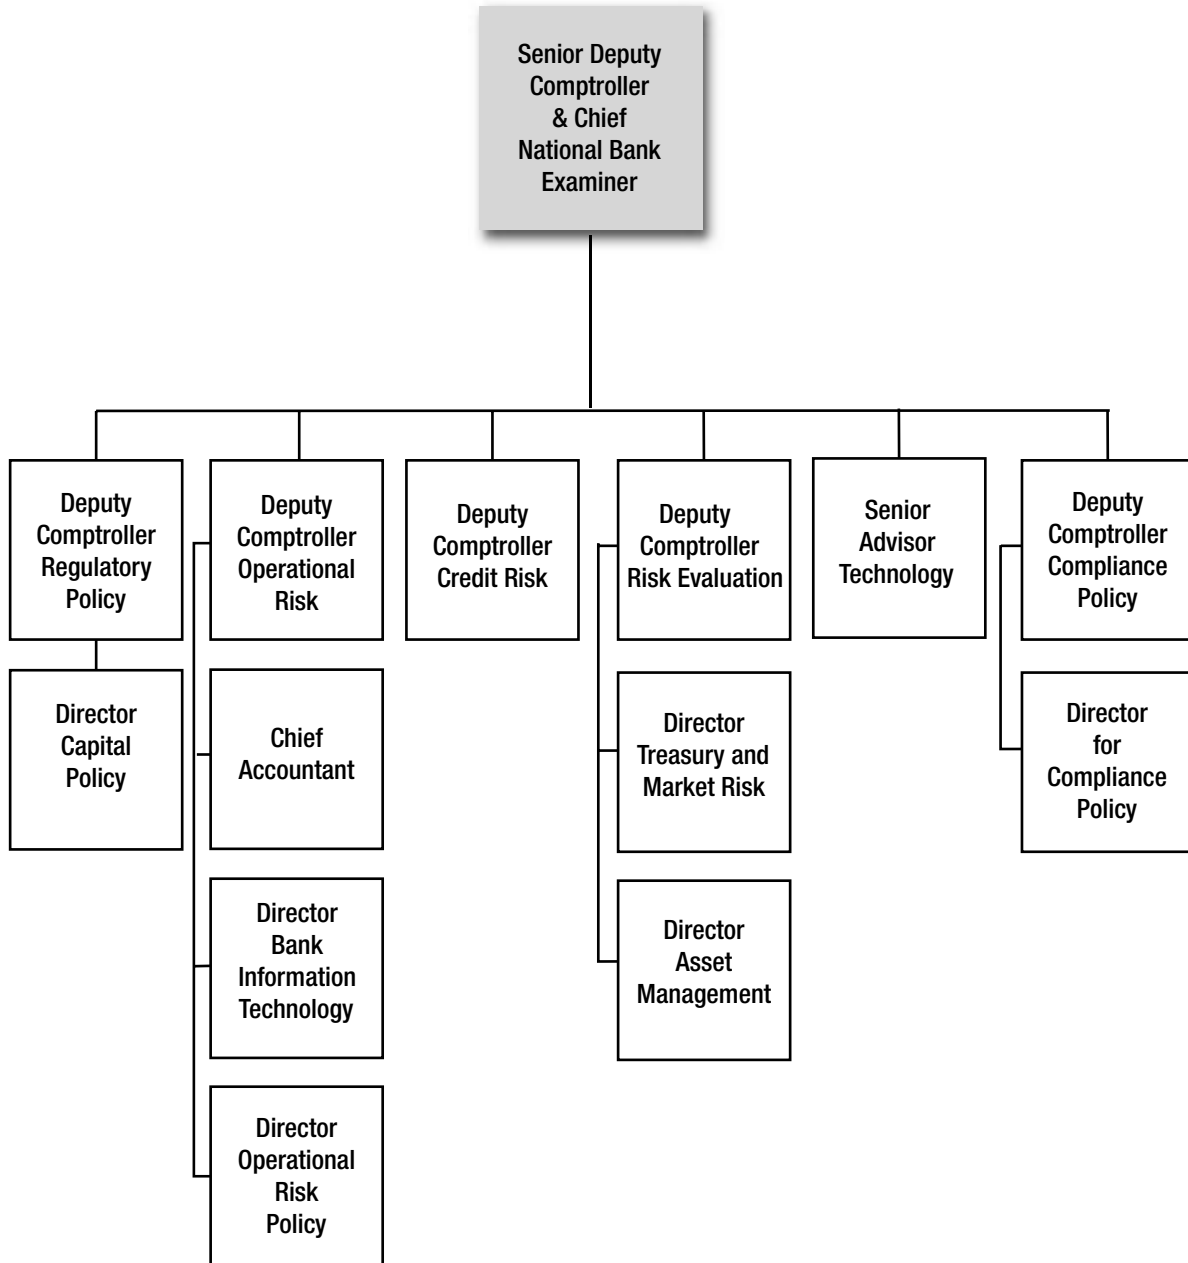 Senior Deputy
Comptroller
& Chief
National Bank
Examiner
Deputy
Comptroller
Regulatory
Policy
Deputy
Comptroller
Operational
Risk
Deputy
Comptroller
Credit Risk
Deputy
Comptroller
Risk Evaluation
Senior
Advisor
Technology
Deputy
Comptroller
Compliance
Policy
Director
Capital
Policy
Chief
Accountant
Director
Treasury and
Market Risk
Director
for
Compliance
Policy
Director
Bank
Information
Technology
Director
Asset
Management
Director
Operational
Risk
Policy